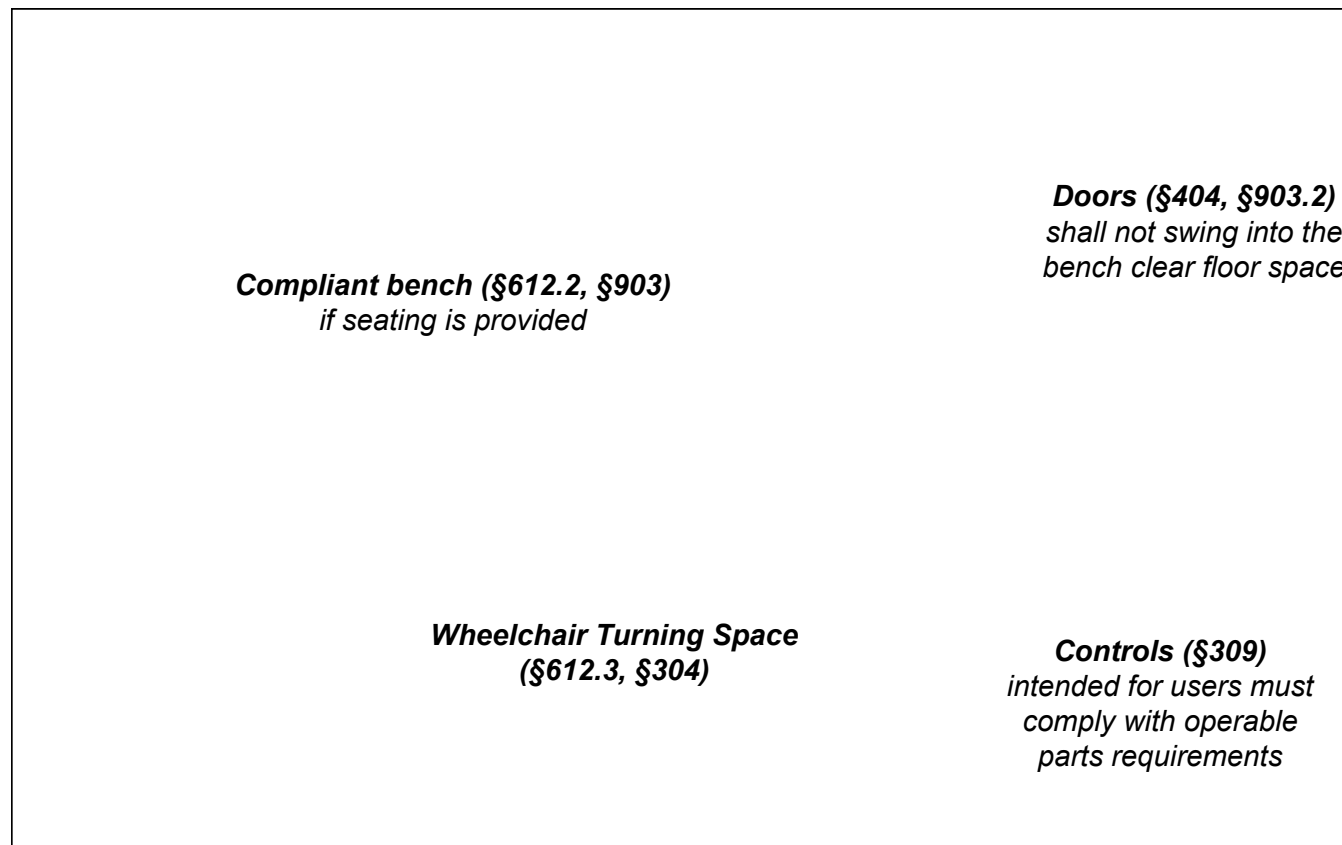 Doors (§404, §903.2)
shall not swing into the
bench clear floor space
Compliant bench (§612.2, §903)
if seating is provided
Wheelchair Turning Space
(§612.3, §304)
Controls (§309)
intended for users must
comply with operable
parts requirements